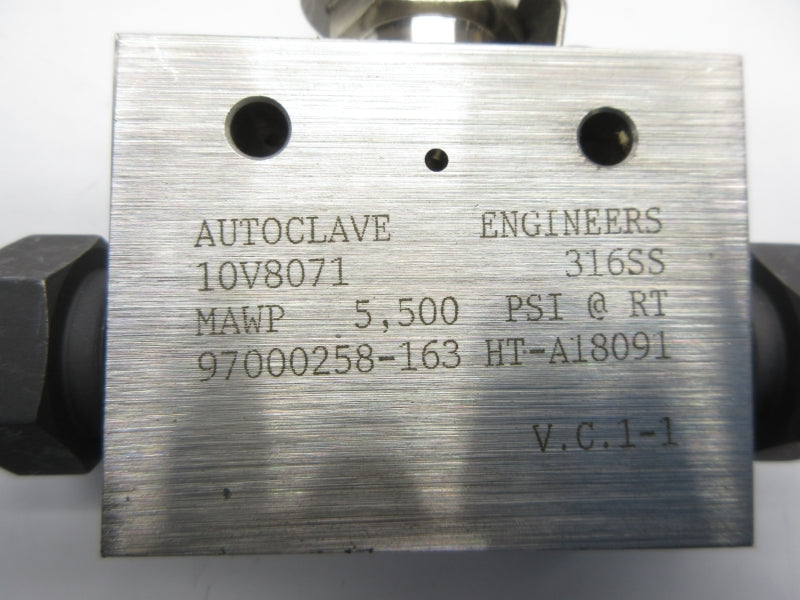 AUTOCLAVE ENGINEERS
10V8071 316SS
MAWP 5,500 PSI @ RT
97000258-163 HT-A18091
V.C.1-1